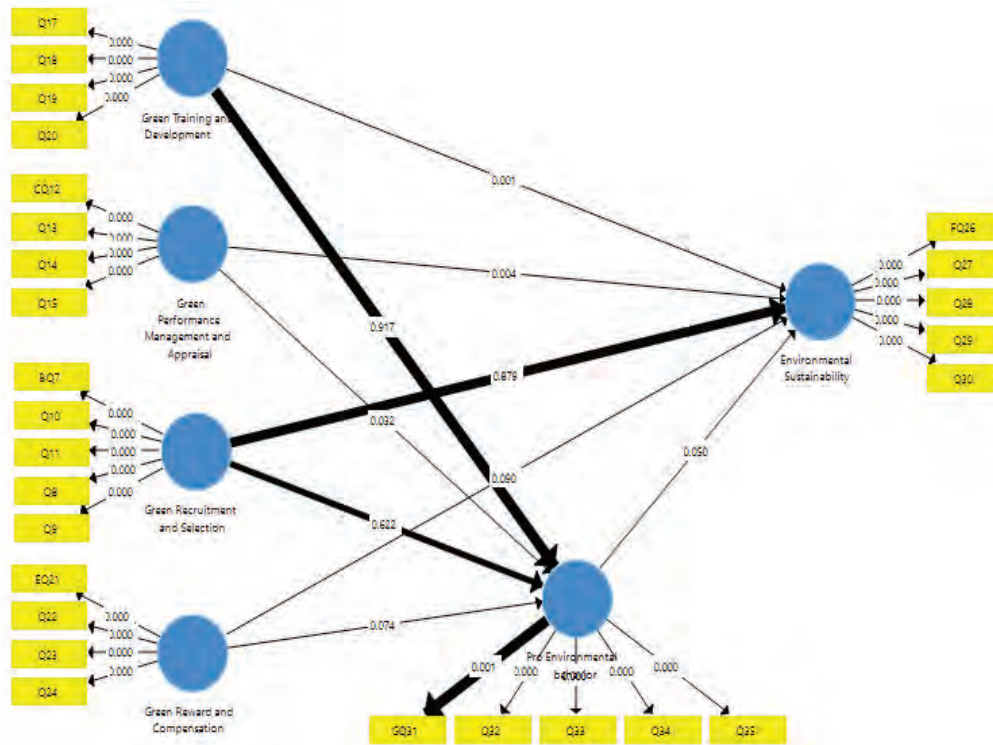 Q17
0.000
Q18
0.000
Q19
0.000
Q20
0.000
Green Training and
Development
CQ12
0.000
Q13
0.000
Q14
0.000
Q15
0.000
Green
Performance
Management and
Appraisal
BQ7
0.000
Q10
0.000
Q11
0.000
Q8
0.000
Q9
0.000
Green Recruitment
and Selection
EQ21
0.000
Q22
0.000
Q23
0.000
Q24
0.000
Green Reward and
Compensation
0.001
0.004
0.917
0.879
0.032
0.090
0.622
0.074
0.050
Environmental
Sustainability
FQ26
0.000
Q27
0.000
Q28
0.000
Q29
0.000
Q30
0.000
Pro Environmental
behavior
0.001
0.000
0.000
0.000
0.000
GQ31
Q32
Q33
Q34
Q35